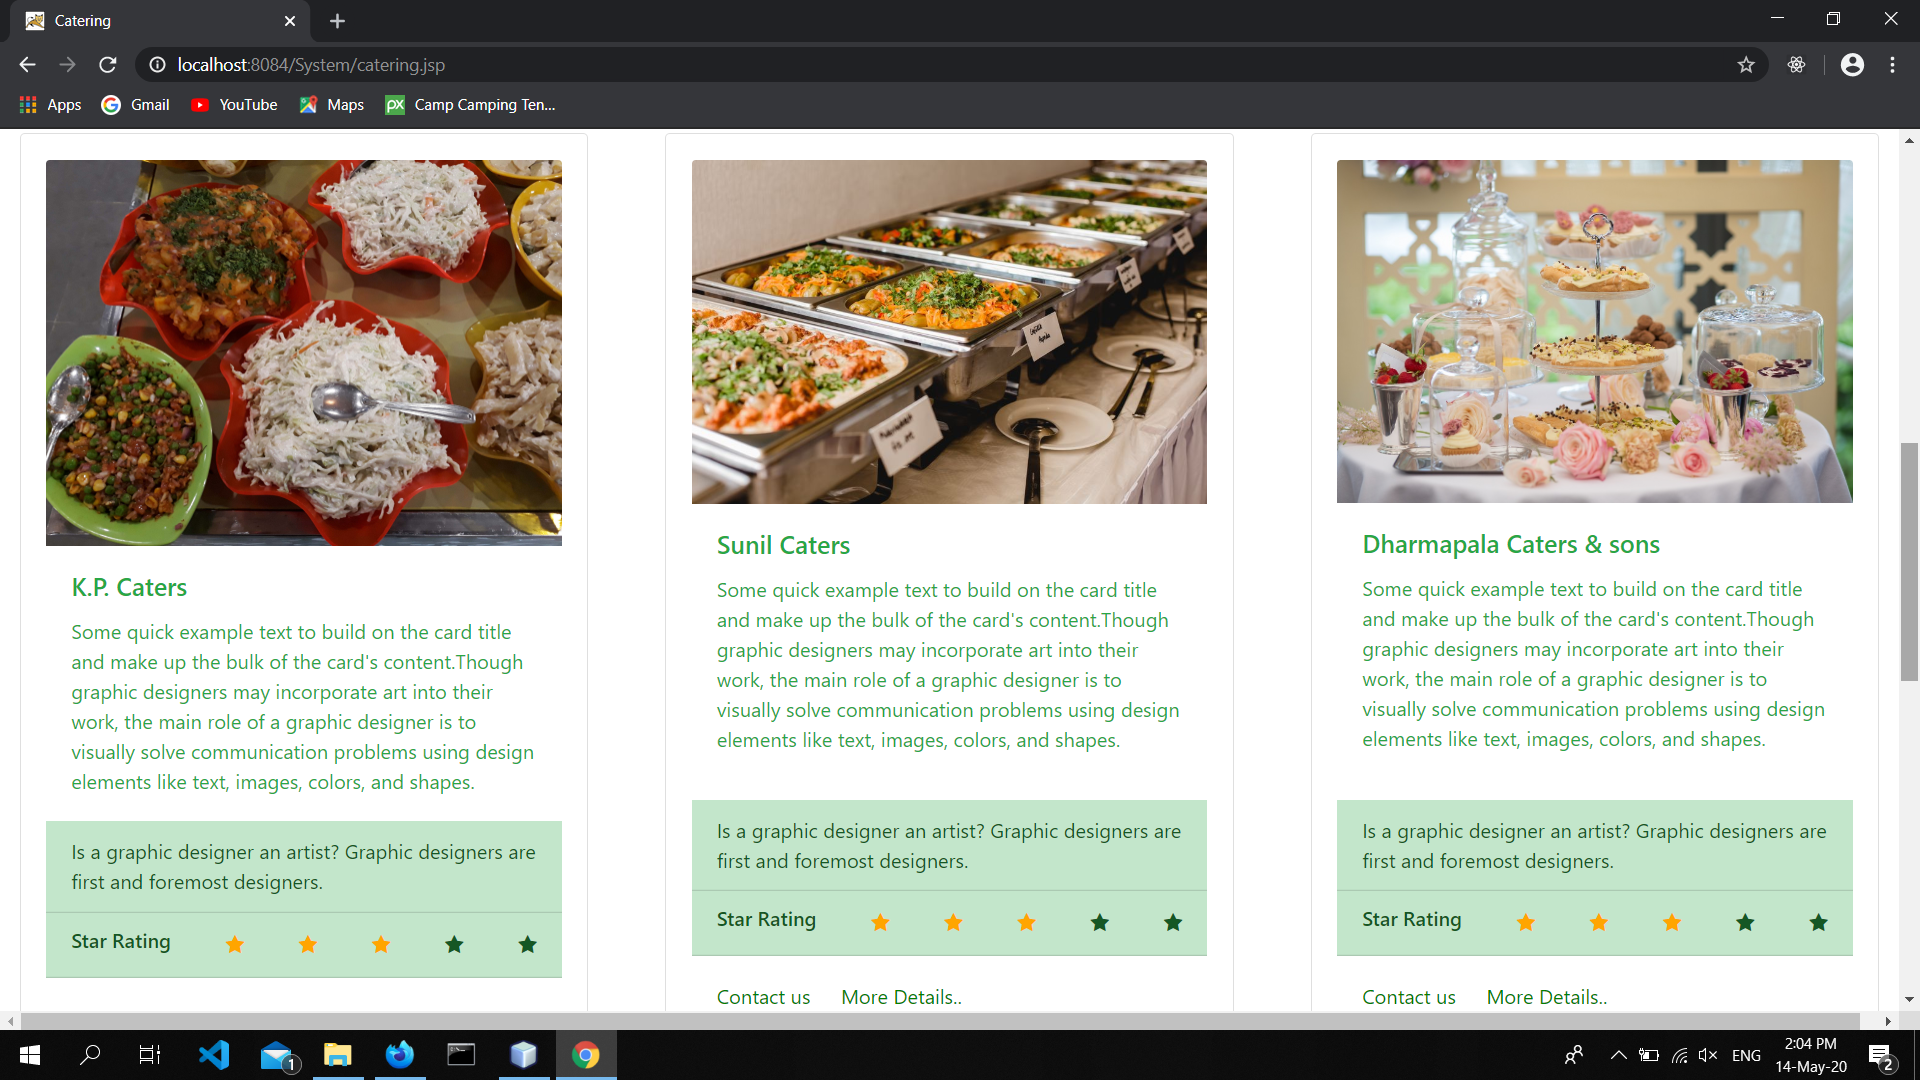 Catering
localhost:8084/System/catering.jsp
Apps Gmail YouTube Maps Camp Camping Ten...
K.P. Caters
Some quick example text to build on the card title
and make up the bulk of the card's content.Though
graphic designers may incorporate art into their
work, the main role of a graphic designer is to
visually solve communication problems using design
elements like text, images, colors, and shapes.
Is a graphic designer an artist? Graphic designers are
first and foremost designers.
Star Rating
Sunil Caters
Some quick example text to build on the card title
and make up the bulk of the card's content.Though
graphic designers may incorporate art into their
work, the main role of a graphic designer is to
visually solve communication problems using design
elements like text, images, colors, and shapes.
Is a graphic designer an artist? Graphic designers are
first and foremost designers.
Star Rating
Contact us More Details..
Dharmapala Caters & sons
Some quick example text to build on the card title
and make up the bulk of the card's content.Though
graphic designers may incorporate art into their
work, the main role of a graphic designer is to
visually solve communication problems using design
elements like text, images, colors, and shapes.
Is a graphic designer an artist? Graphic designers are
first and foremost designers.
Star Rating
Contact us More Details..
1
ENG
2:04 PM
14-May-20
2